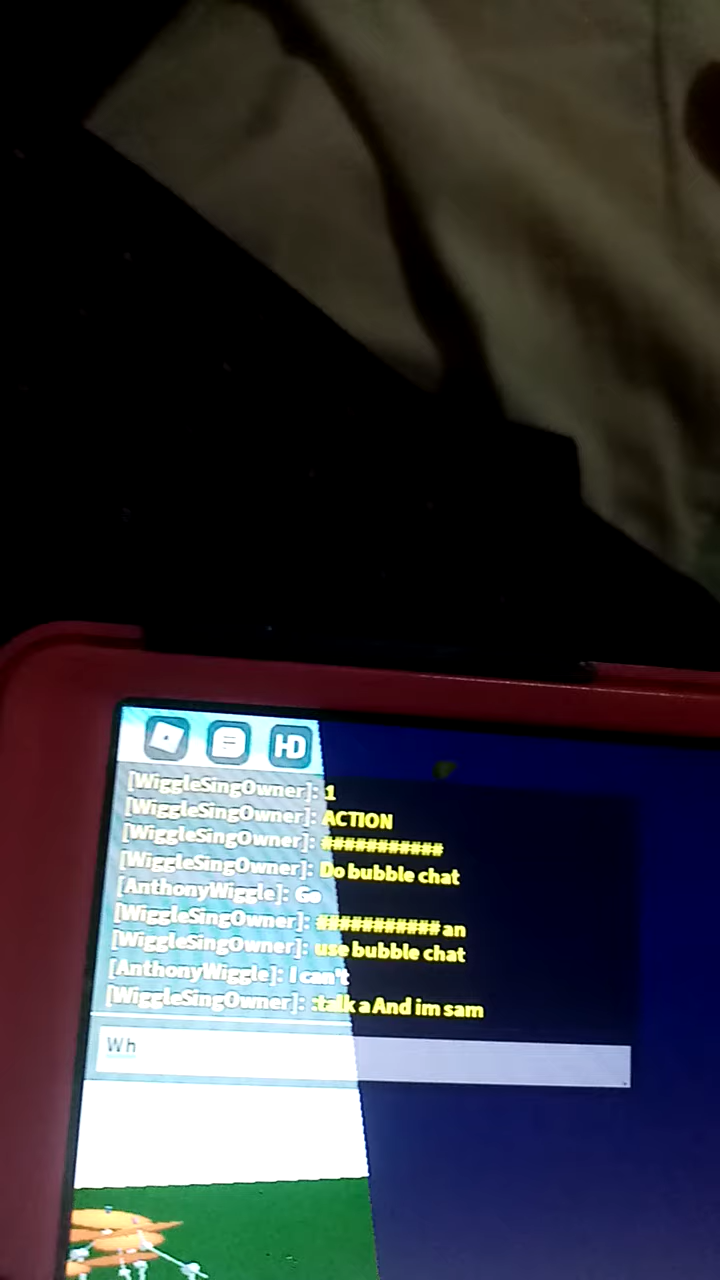 HD
[WiggleSingOwner]: 1
[WiggleSingOwner]: ACTION
[WiggleSingOwner]: ###########
[WiggleSingOwner]: Do bubble chat
[AnthonyWiggle]: Go
[WiggleSingOwner]: ########### an
[WiggleSingOwner]: use bubble chat
[AnthonyWiggle]: I can't
[WiggleSingOwner]: :talk a And im sam
Wh